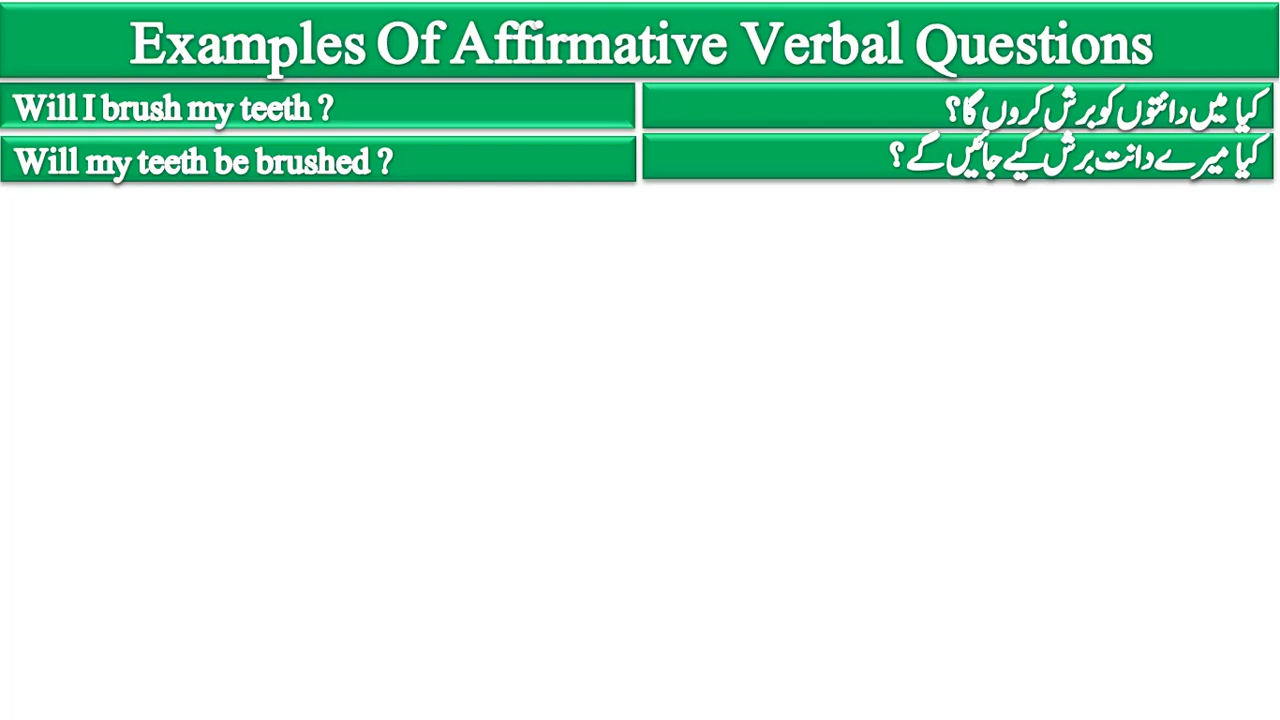 Examples Of Affirmative Verbal Questions
Will I brush my teeth ?
کیا میں دانتوں کو برش کروں گا؟
Will my teeth be brushed ?
کیا میرے دانت برش کیے جائیں گے ؟